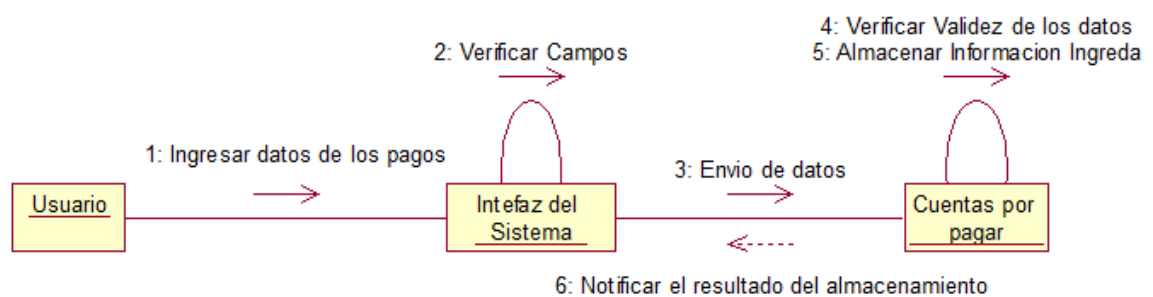 4: Verificar Validez de los datos
2: Verificar Campos
5: Almacenar Informacion Ingreda
1: Ingresar datos de los pagos
3: Envio de datos
Usuario
Intefaz del
Sistema
Cuentas por
pagar
6: Notificar el resultado del almacenamiento